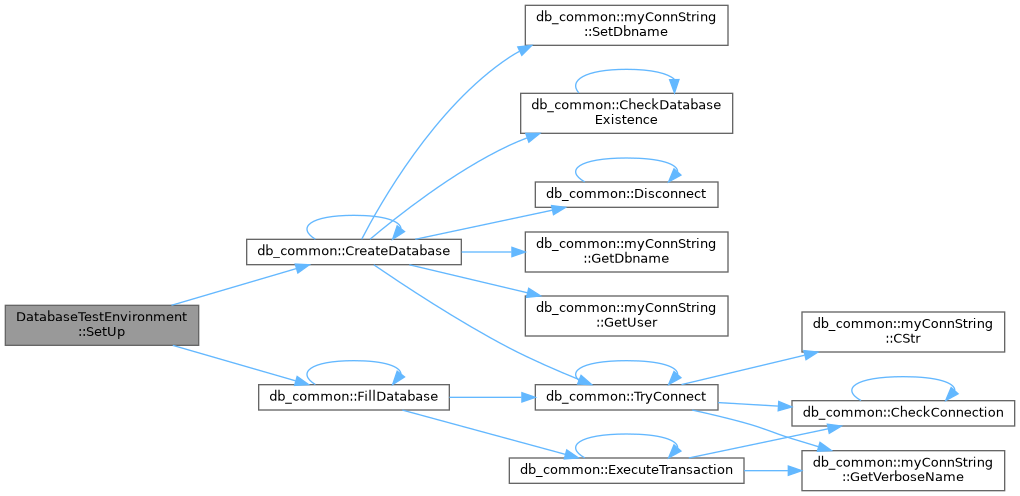 db_common::myConnString
::SetDbname
db_common::CheckDatabase
Existence
db_common::Disconnect
db_common::CreateDatabase
db_common::myConnString
::GetDbname
db_common::myConnString
::GetUser
DatabaseTestEnvironment
::SetUp
db_common::myConnString
::CStr
db_common::FillDatabase
db_common::TryConnect
db_common::CheckConnection
db_common::ExecuteTransaction
db_common::myConnString
::GetVerboseName